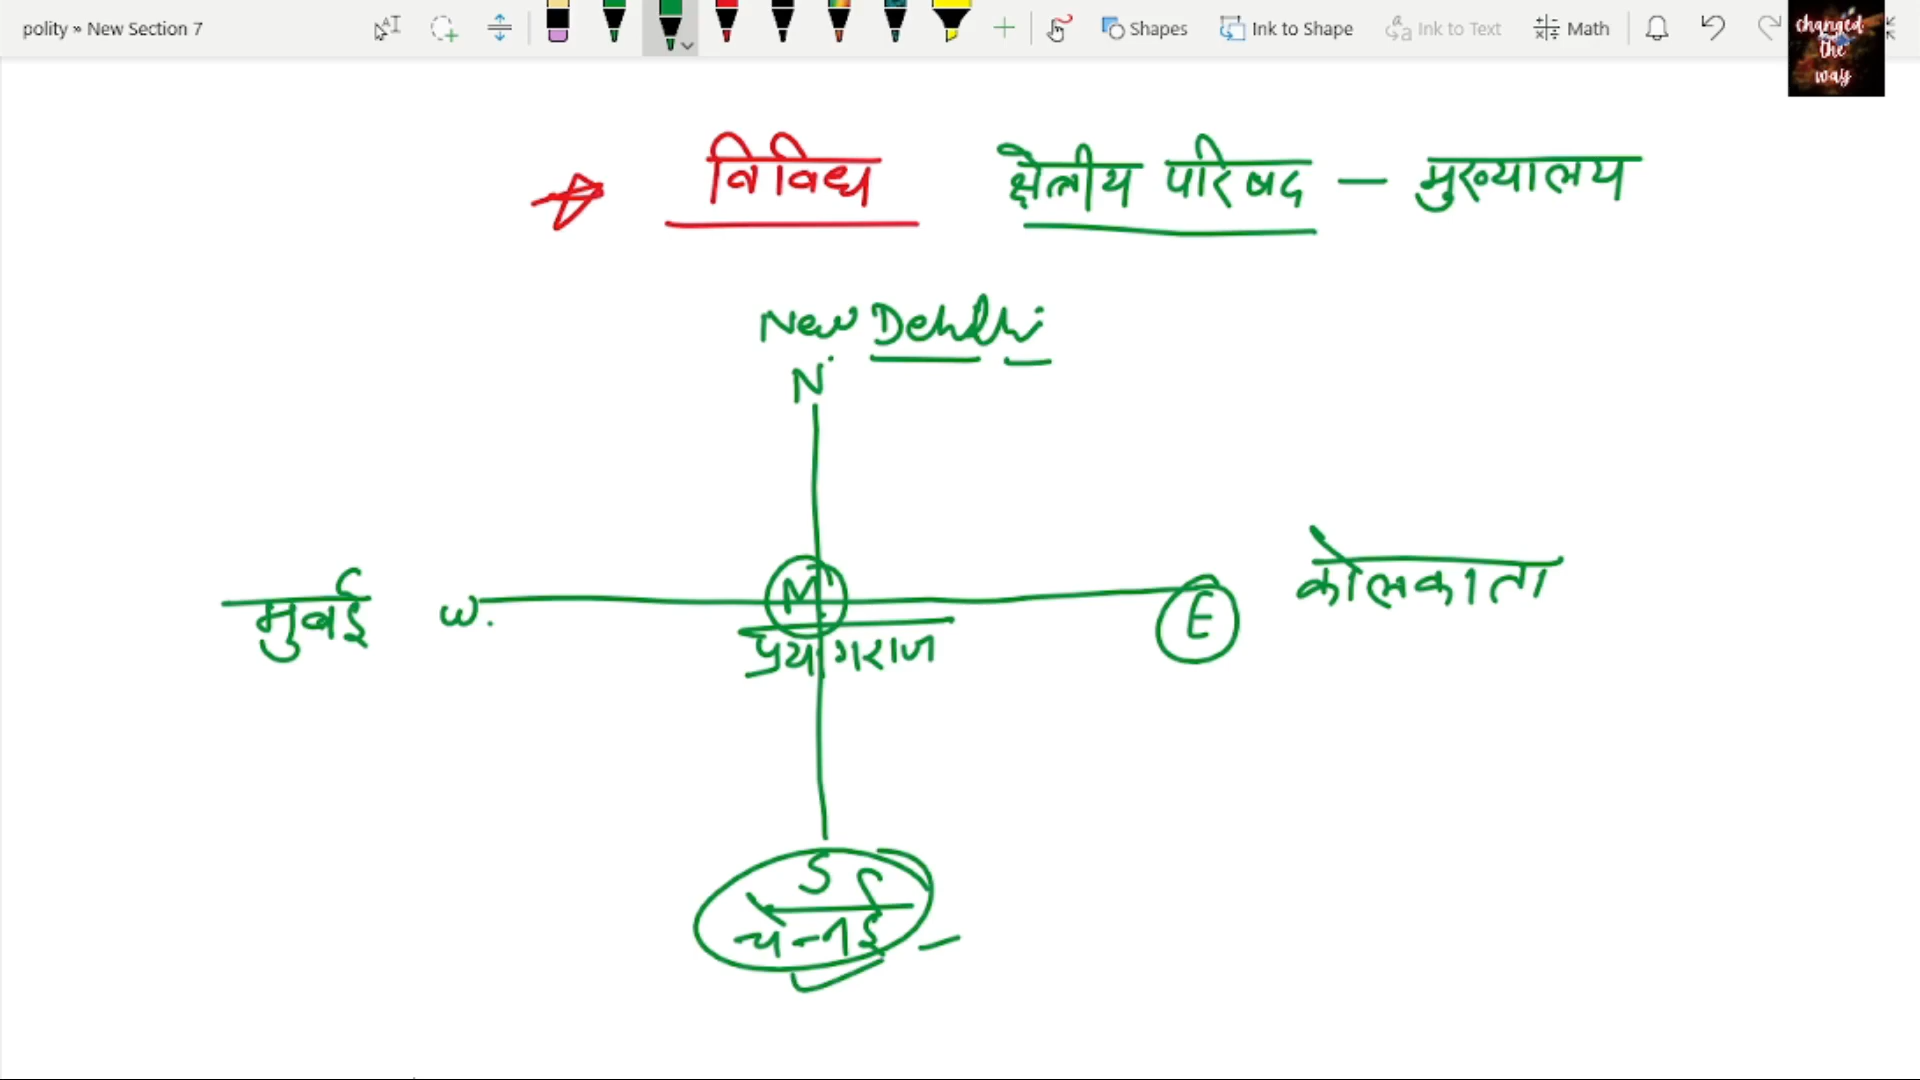 polity » New Section 7
Shapes Ink to Shape Ink to Text Math
changed
the
way
विविध क्षेत्रीय परिषद — मुख्यालय
New Dehdhi
N
M
मुबई W. E कोलकाता
प्रयागराज
S
चेन्नई